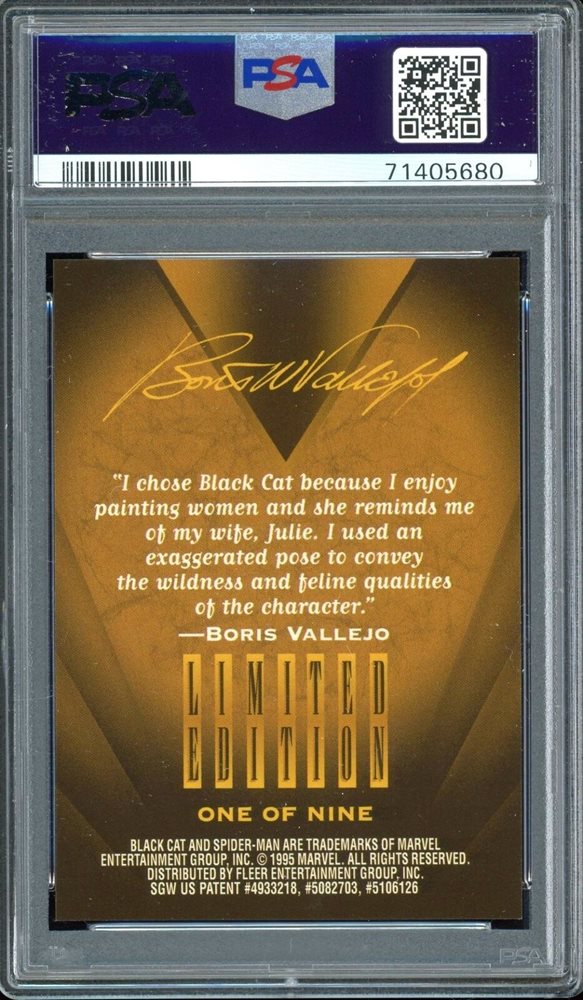 PSA
PSA
71405680
Boris W Vallejo
"I chose Black Cat because I enjoy
painting women and she reminds me
of my wife, Julie. I used an
exaggerated pose to convey
the wildness and feline qualities
of the character."
—BORIS VALLEJO
LIMITED
EDITION
ONE OF NINE
BLACK CAT AND SPIDER-MAN ARE TRADEMARKS OF MARVEL
ENTERTAINMENT GROUP, INC. © 1995 MARVEL. ALL RIGHTS RESERVED.
DISTRIBUTED BY FLEER ENTERTAINMENT GROUP, INC.
SGW US PATENT #4933218, #5082703, #5106126
PSA